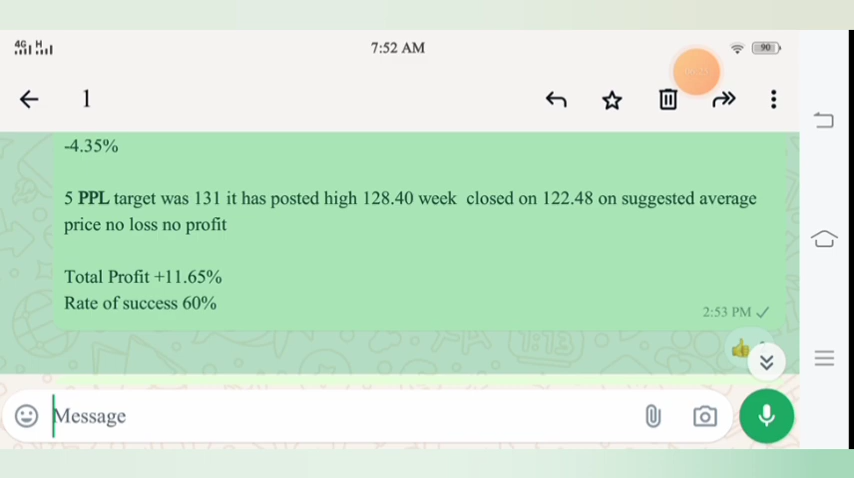 4G H 7:52 AM 90
1
-4.35%
5 PPL target was 131 it has posted high 128.40 week closed on 122.48 on suggested average
price no loss no profit
Total Profit +11.65%
Rate of success 60%
2:53 PM
Message